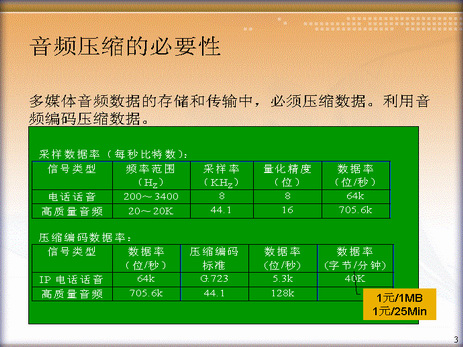 音频压缩的必要性
多媒体音频数据的存储和传输中，必须压缩数据。利用音
频编码压缩数据。
采样数据率（每秒比特数）：
信号类型 频率范围（Hz） 采样率（KHz） 量化精度（位） 数据率（位/秒）
电话话音 200～3400 8 8 64k
高质量音频 20～20K 44.1 16 705.6k
压缩编码数据率：
信号类型 数据率（位/秒） 压缩编码标准 数据率（位/秒） 数据率（字节/分钟）
IP 电话话音 64k G.723 5.3k 40K
高质量音频 705.6k 44.1 128k
1元/1MB
1元/25Min
3